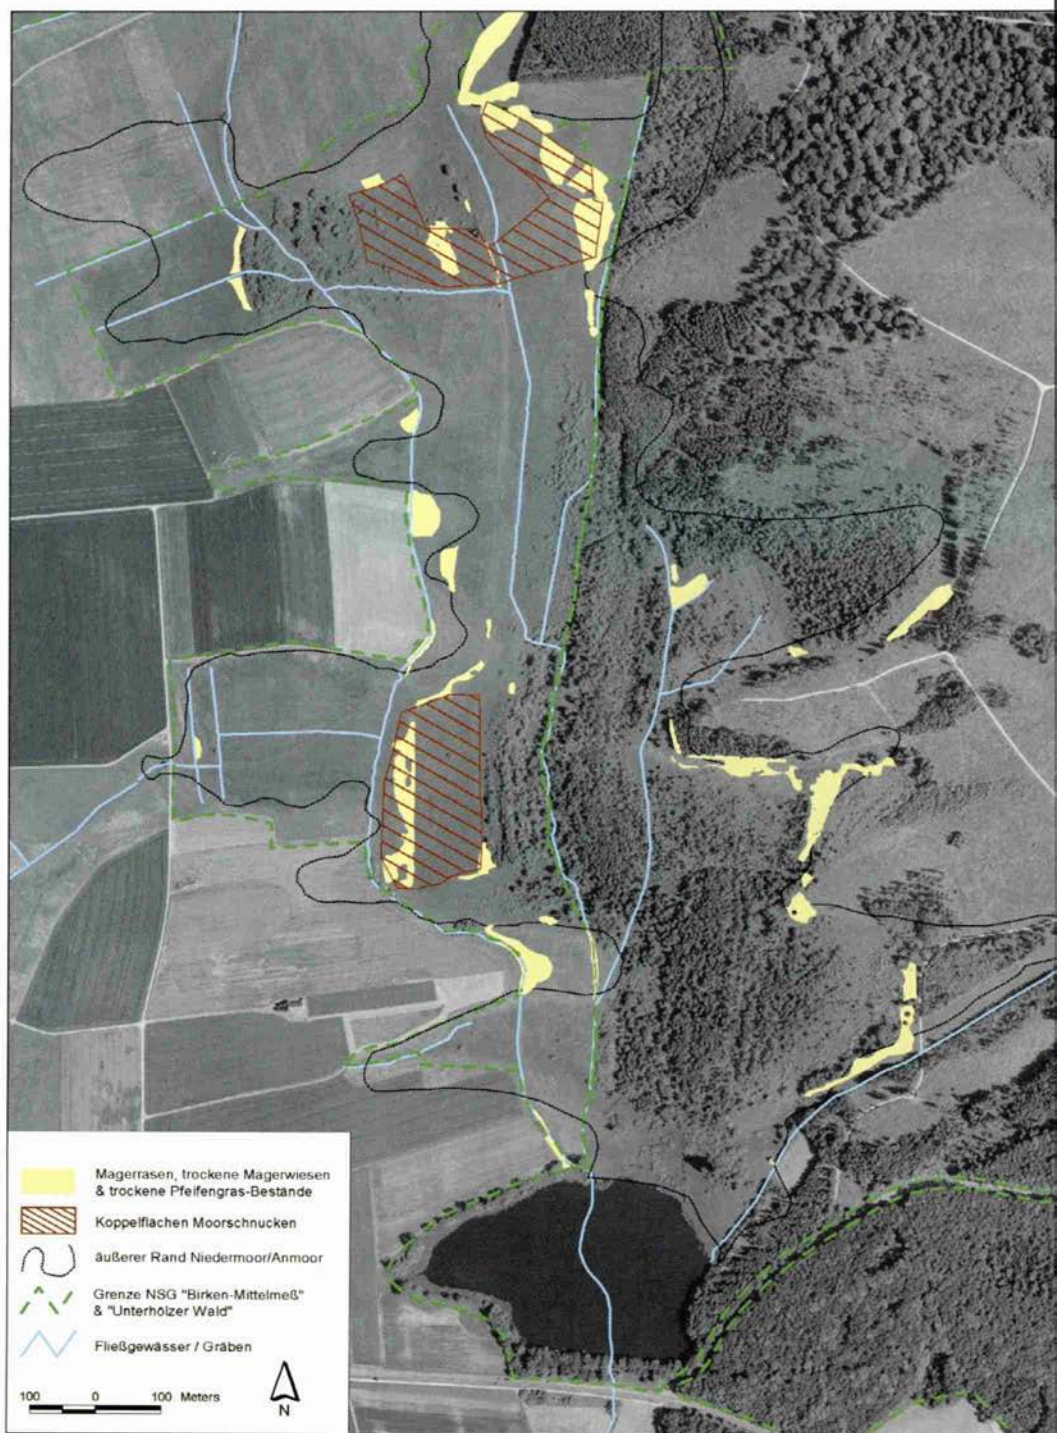 Magerrasen, trockene Magerwiesen
& trockene Pfeifengras-Bestände
Koppelflächen Moorschnucken
äußerer Rand Niedermoor/Anmoor
Grenze NSG "Birken-Mittelmeß"
& "Unterhölzer Wald"
Fließgewässer / Gräben
100 0 100 Meters
N